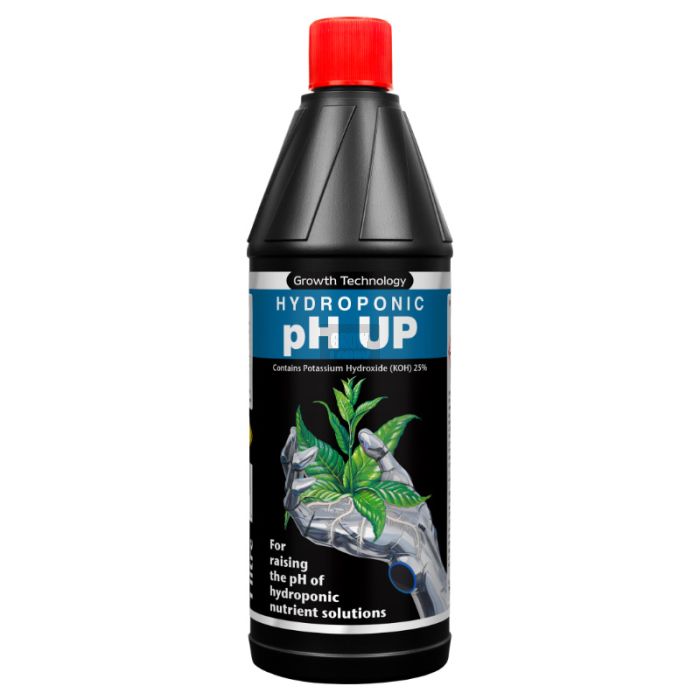 Growth Technology
HYDROPONIC
pH UP
Contains Potassium Hydroxide (KOH) 25%
For
raising
the pH of
hydroponic
nutrient solutions